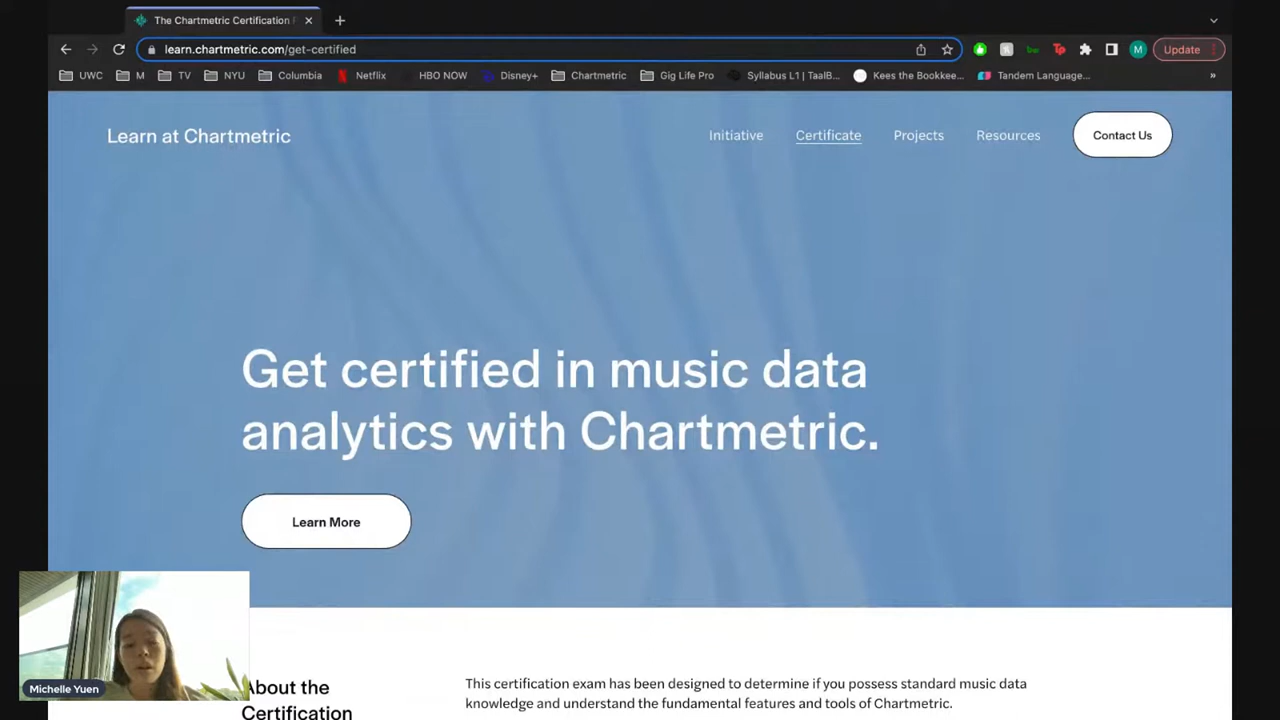 The Chartmetric Certification
learn.chartmetric.com/get-certified
Update
UWC M TV NYU Columbia Netflix HBO NOW Disney+ Chartmetric Gig Life Pro Syllabus L1 | TaalB... Kees the Bookkee... Tandem Language... »
Learn at Chartmetric
Initiative Certificate Projects Resources Contact Us
Get certified in music data
analytics with Chartmetric.
Learn More
Michelle Yuen
About the
Certification
This certification exam has been designed to determine if you possess standard music data
knowledge and understand the fundamental features and tools of Chartmetric.